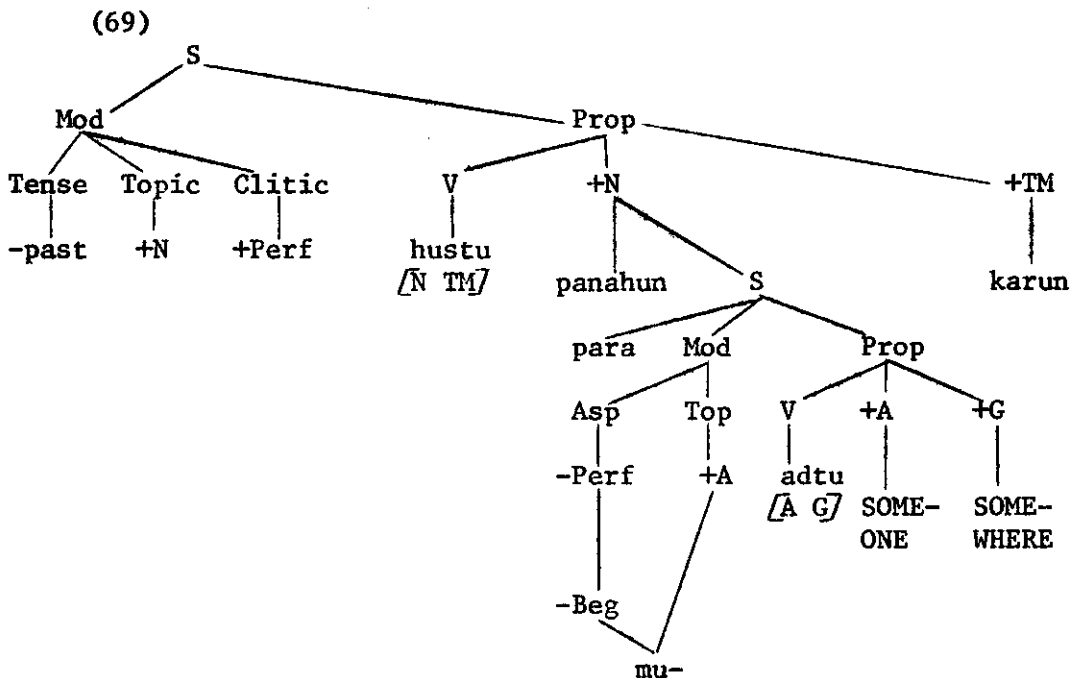 (69)
S
Mod Prop
Tense Topic Clitic V +N +TM
-past +N +Perf hustu panahun S karun
[N TM]
para Mod Prop
Asp Top V +A +G
-Perf +A adtu SOME- SOME-
[A G] ONE WHERE
-Beg
mu-